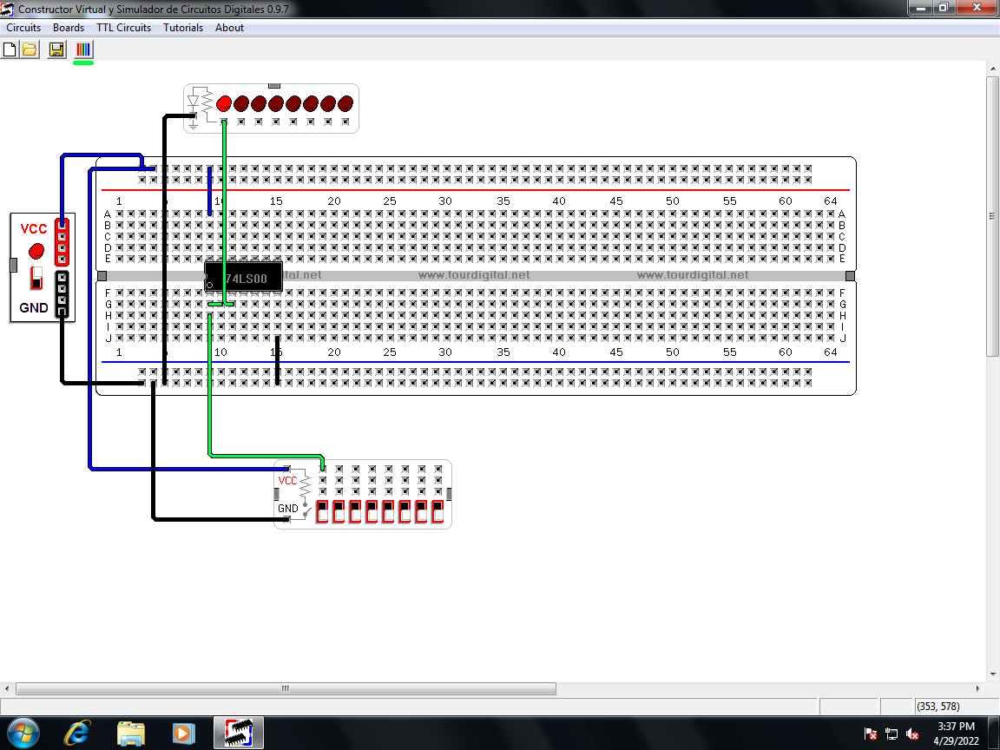 Constructor Virtual y Simulador de Circuitos Digitales 0.9.7
Circuits Boards TTL Circuits Tutorials About
1 10 15 20 25 30 35 40 45 50 55 60 64
A A
B B
C C
D D
E E
VCC
GND
74LS00
ital.net www.tourdigital.net www.tourdigital.net
F F
G G
H H
I I
J J
1 10 15 20 25 30 35 40 45 50 55 60 64
VCC
GND
(353, 578)
3:37 PM
4/29/2022